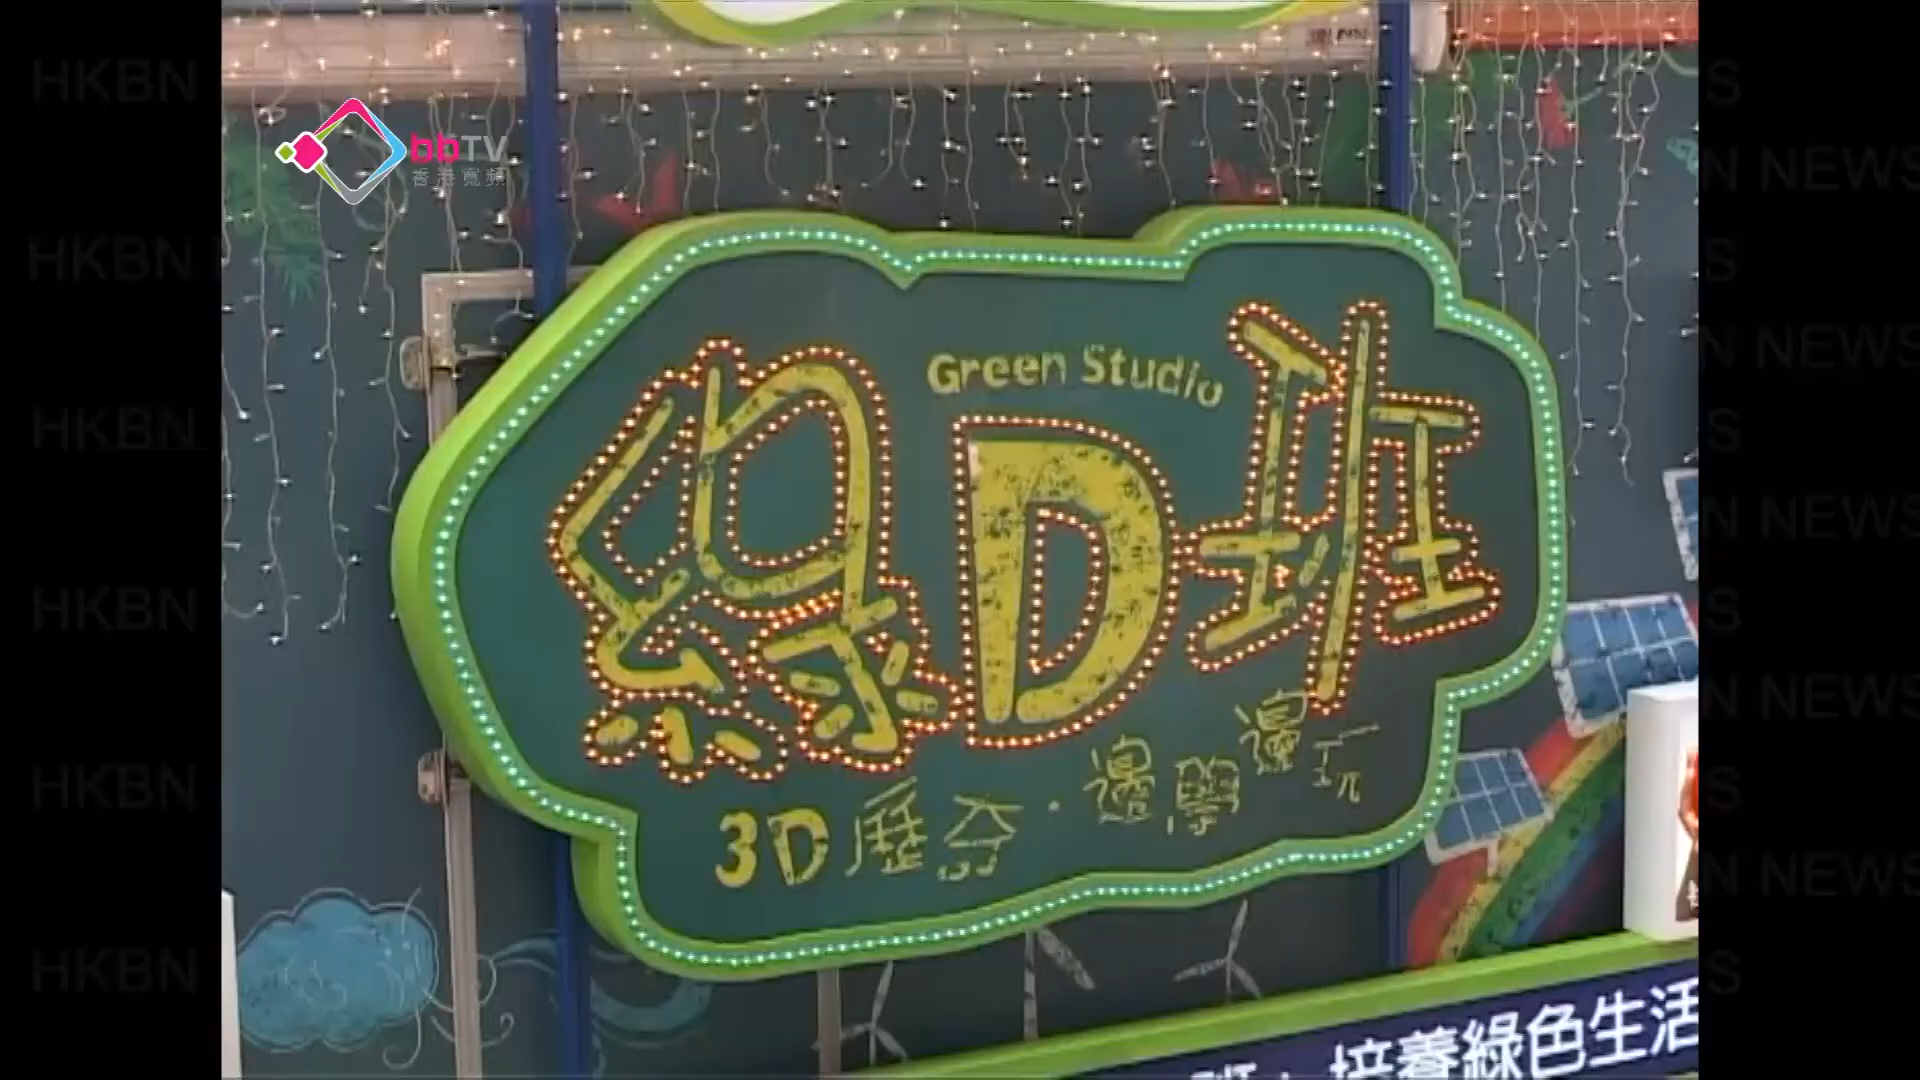 HKBN NEWS
bbTV
香港寬頻
Green Studio
綠D班
3D歷奇·邊學邊玩
培養綠色生活